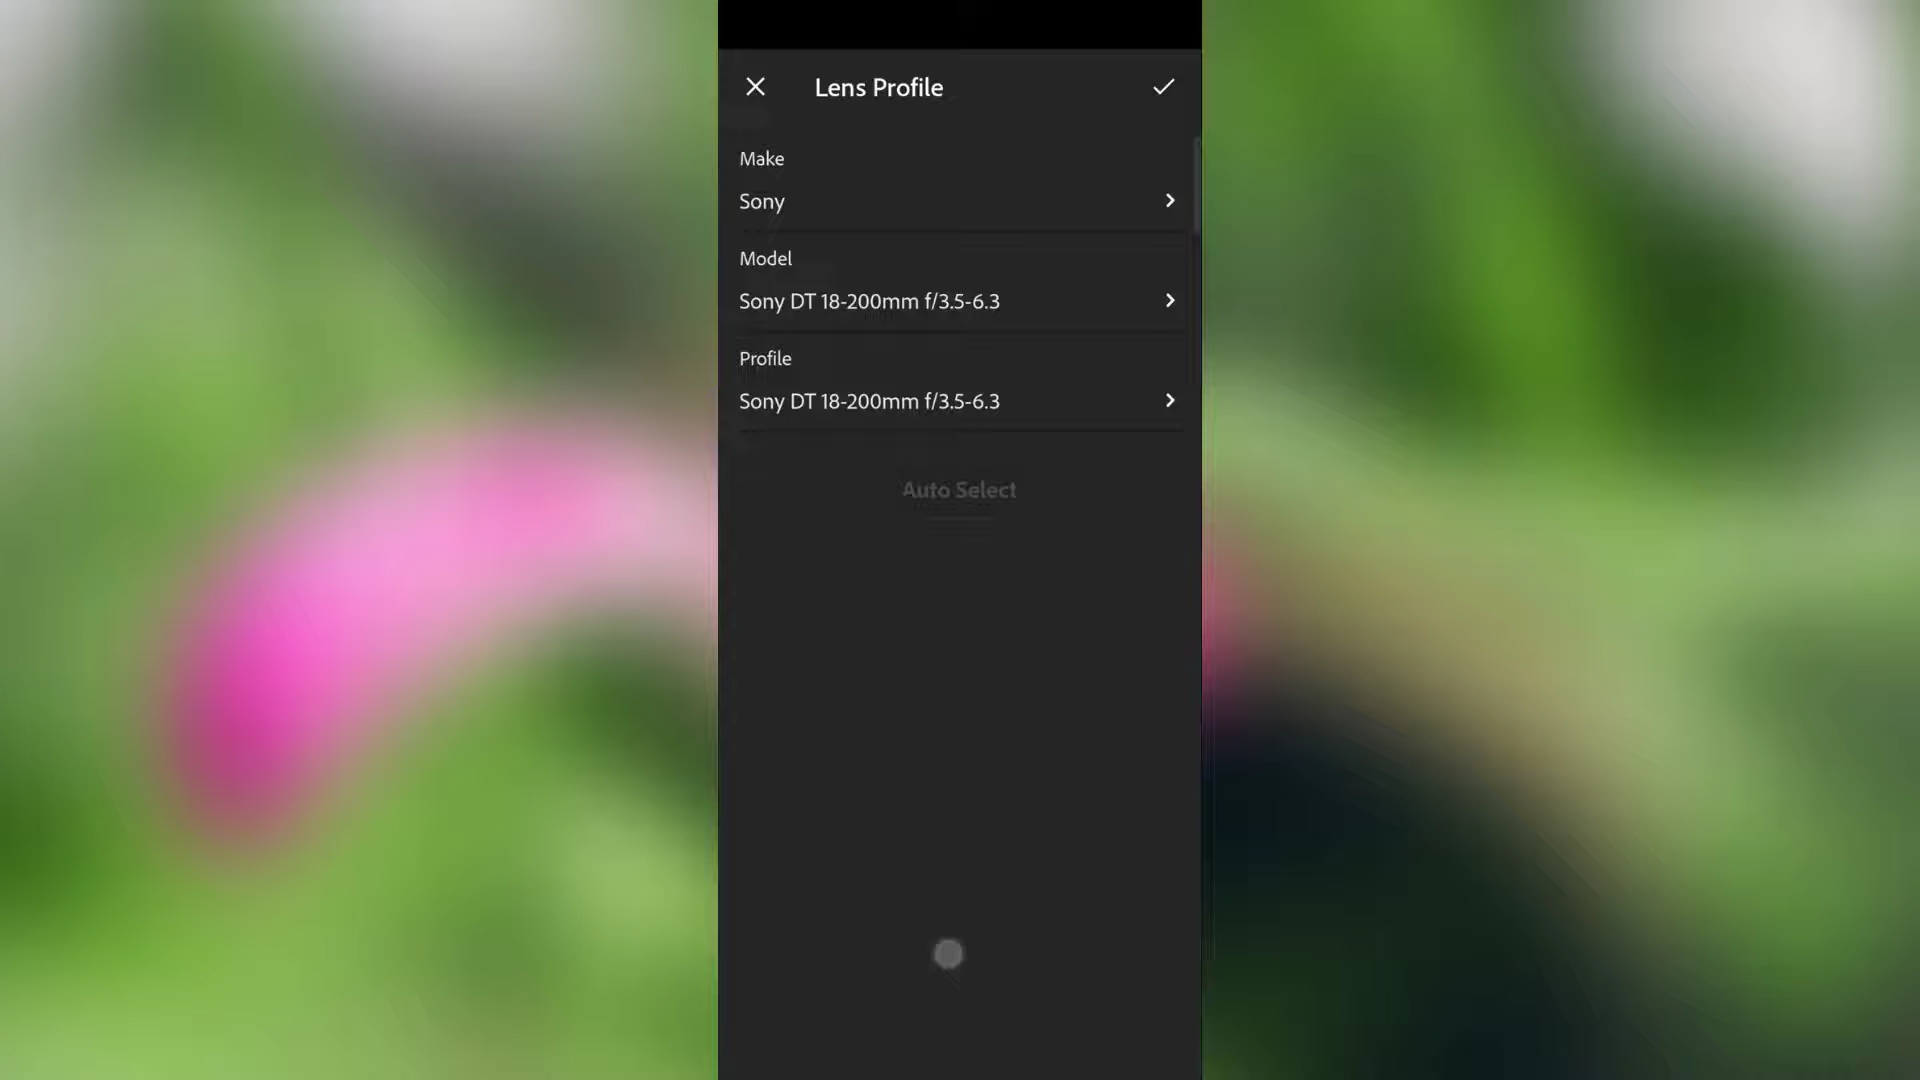 Lens Profile
Make
Sony
Model
Sony DT 18-200mm f/3.5-6.3
Profile
Sony DT 18-200mm f/3.5-6.3
Auto Select